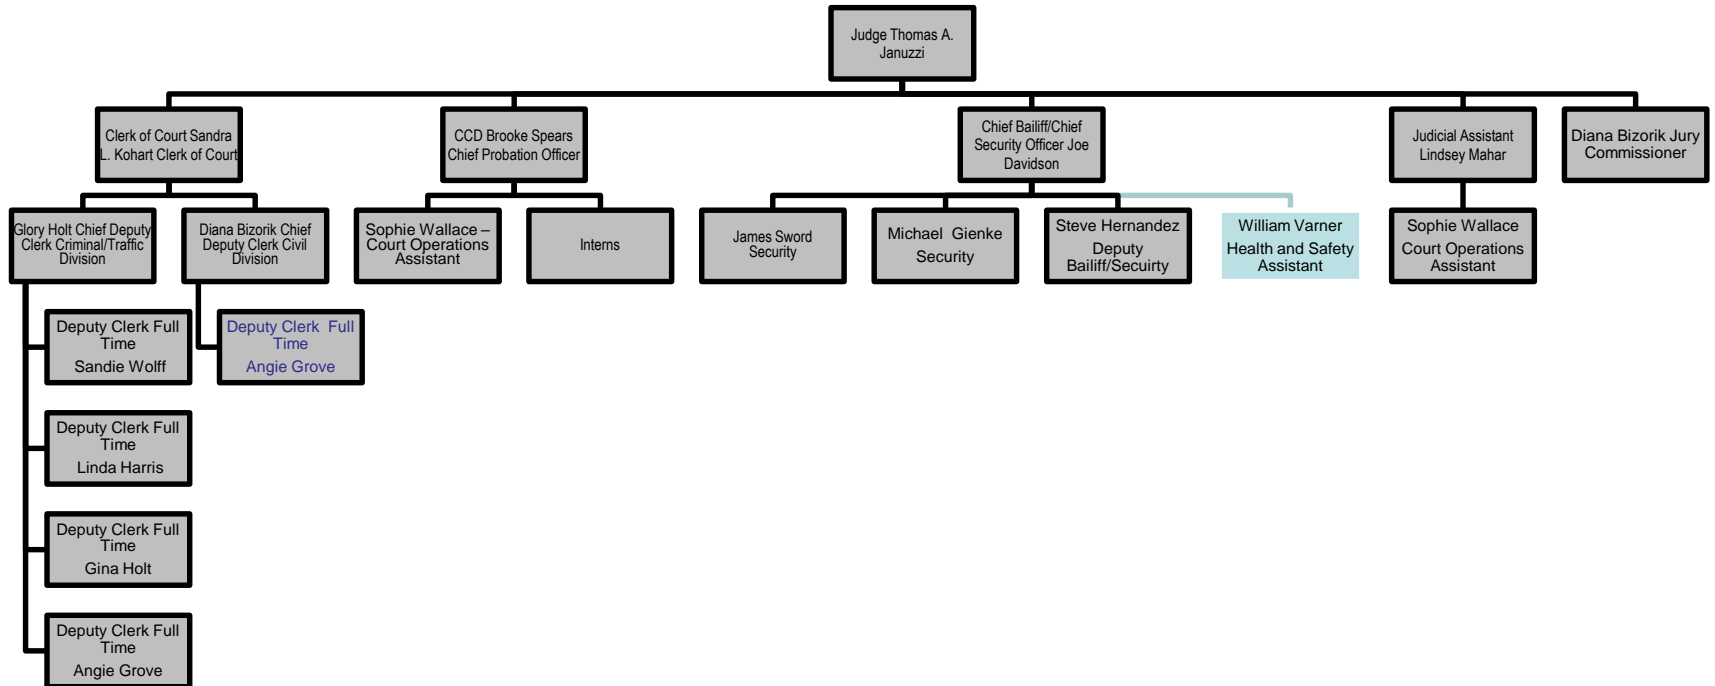 Judge Thomas A.
Januzzi
Clerk of Court Sandra
L. Kohart Clerk of Court
CCD Brooke Spears
Chief Probation Officer
Chief Bailiff/Chief
Security Officer Joe
Davidson
Judicial Assistant
Lindsey Mahar
Diana Bizorik Jury
Commissioner
Glory Holt Chief Deputy
Clerk Criminal/Traffic
Division
Diana Bizorik Chief
Deputy Clerk Civil
Division
Sophie Wallace –
Court Operations
Assistant
Interns
James Sword
Security
Michael Gienke
Security
Steve Hernandez
Deputy
Bailiff/Secuirty
William Varner
Health and Safety
Assistant
Sophie Wallace
Court Operations
Assistant
Deputy Clerk Full
Time
Sandie Wolff
Deputy Clerk Full
Time
Angie Grove
Deputy Clerk Full
Time
Linda Harris
Deputy Clerk Full
Time
Gina Holt
Deputy Clerk Full
Time
Angie Grove